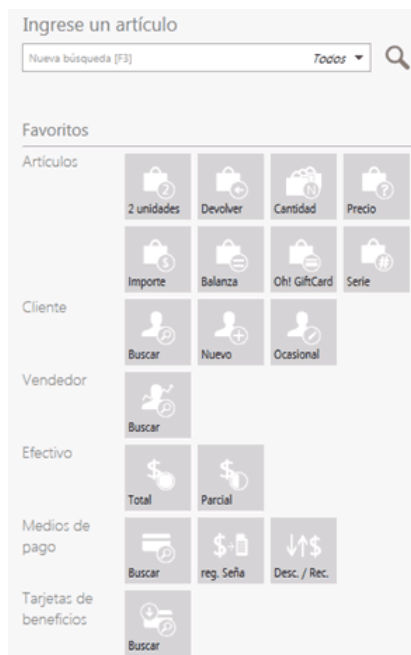 Ingrese un artículo
Nueva búsqueda [F3] Todos
Favoritos
Artículos
2 unidades Devolver Cantidad Precio
Importe Balanza Oh! GiftCard Serie
Cliente
Buscar Nuevo Ocasional
Vendedor
Buscar
Efectivo
Total Parcial
Medios de
pago
Buscar reg. Seña Desc. / Rec.
Tarjetas de
beneficios
Buscar